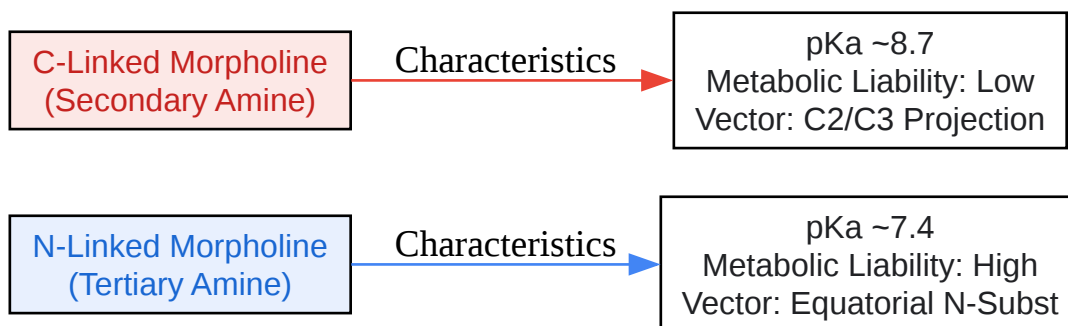 C-Linked Morpholine
(Secondary Amine)
Characteristics
pKa ~8.7
Metabolic Liability: Low
Vector: C2/C3 Projection
N-Linked Morpholine
(Tertiary Amine)
Characteristics
pKa ~7.4
Metabolic Liability: High
Vector: Equatorial N-Subst